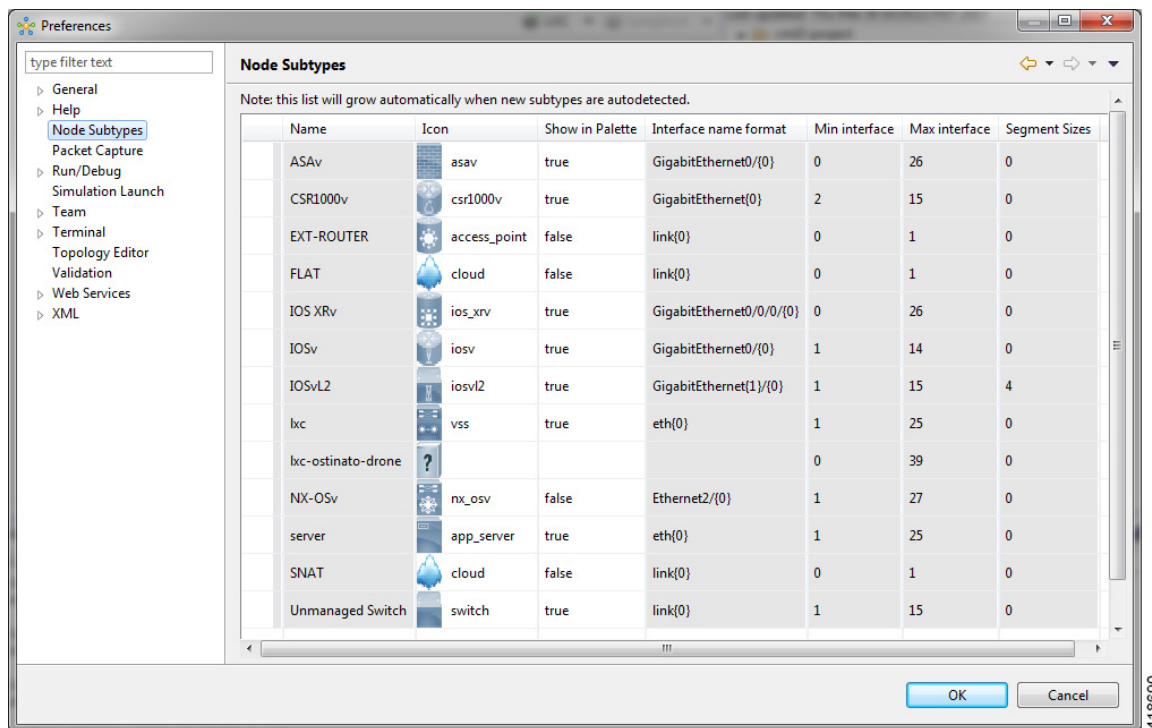 Preferences
type filter text
General
Help
Node Subtypes
Packet Capture
Run/Debug
Simulation Launch
Team
Terminal
Topology Editor
Validation
Web Services
XML
Node Subtypes
Note: this list will grow automatically when new subtypes are autodetected.
Name Icon Show in Palette Interface name format Min interface Max interface Segment Sizes
ASAv asav true GigabitEthernet0/{0} 0 26 0
CSR1000v csr1000v true GigabitEthernet{0} 2 15 0
EXT-ROUTER access_point false link{0} 0 1 0
FLAT cloud false link{0} 0 1 0
IOS XRv ios_xrv true GigabitEthernet0/0/0/{0} 0 26 0
IOSv iosv true GigabitEthernet0/{0} 1 14 0
IOSvL2 iosvl2 true GigabitEthernet{1}/{0} 1 15 4
lxc vss true eth{0} 1 25 0
lxc-ostinato-drone ? 0 39 0
NX-OSv nx_osv false Ethernet2/{0} 1 27 0
server app_server true eth{0} 1 25 0
SNAT cloud false link{0} 0 1 0
Unmanaged Switch switch true link{0} 1 15 0
OK Cancel